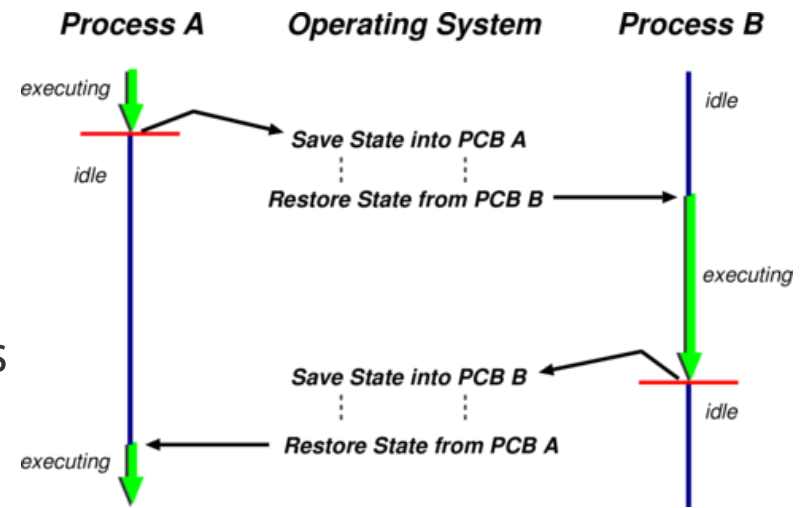 Process A Operating System Process B
executing
idle
Save State into PCB A
idle
Restore State from PCB B
executing
s
Save State into PCB B
idle
Restore State from PCB A
executing